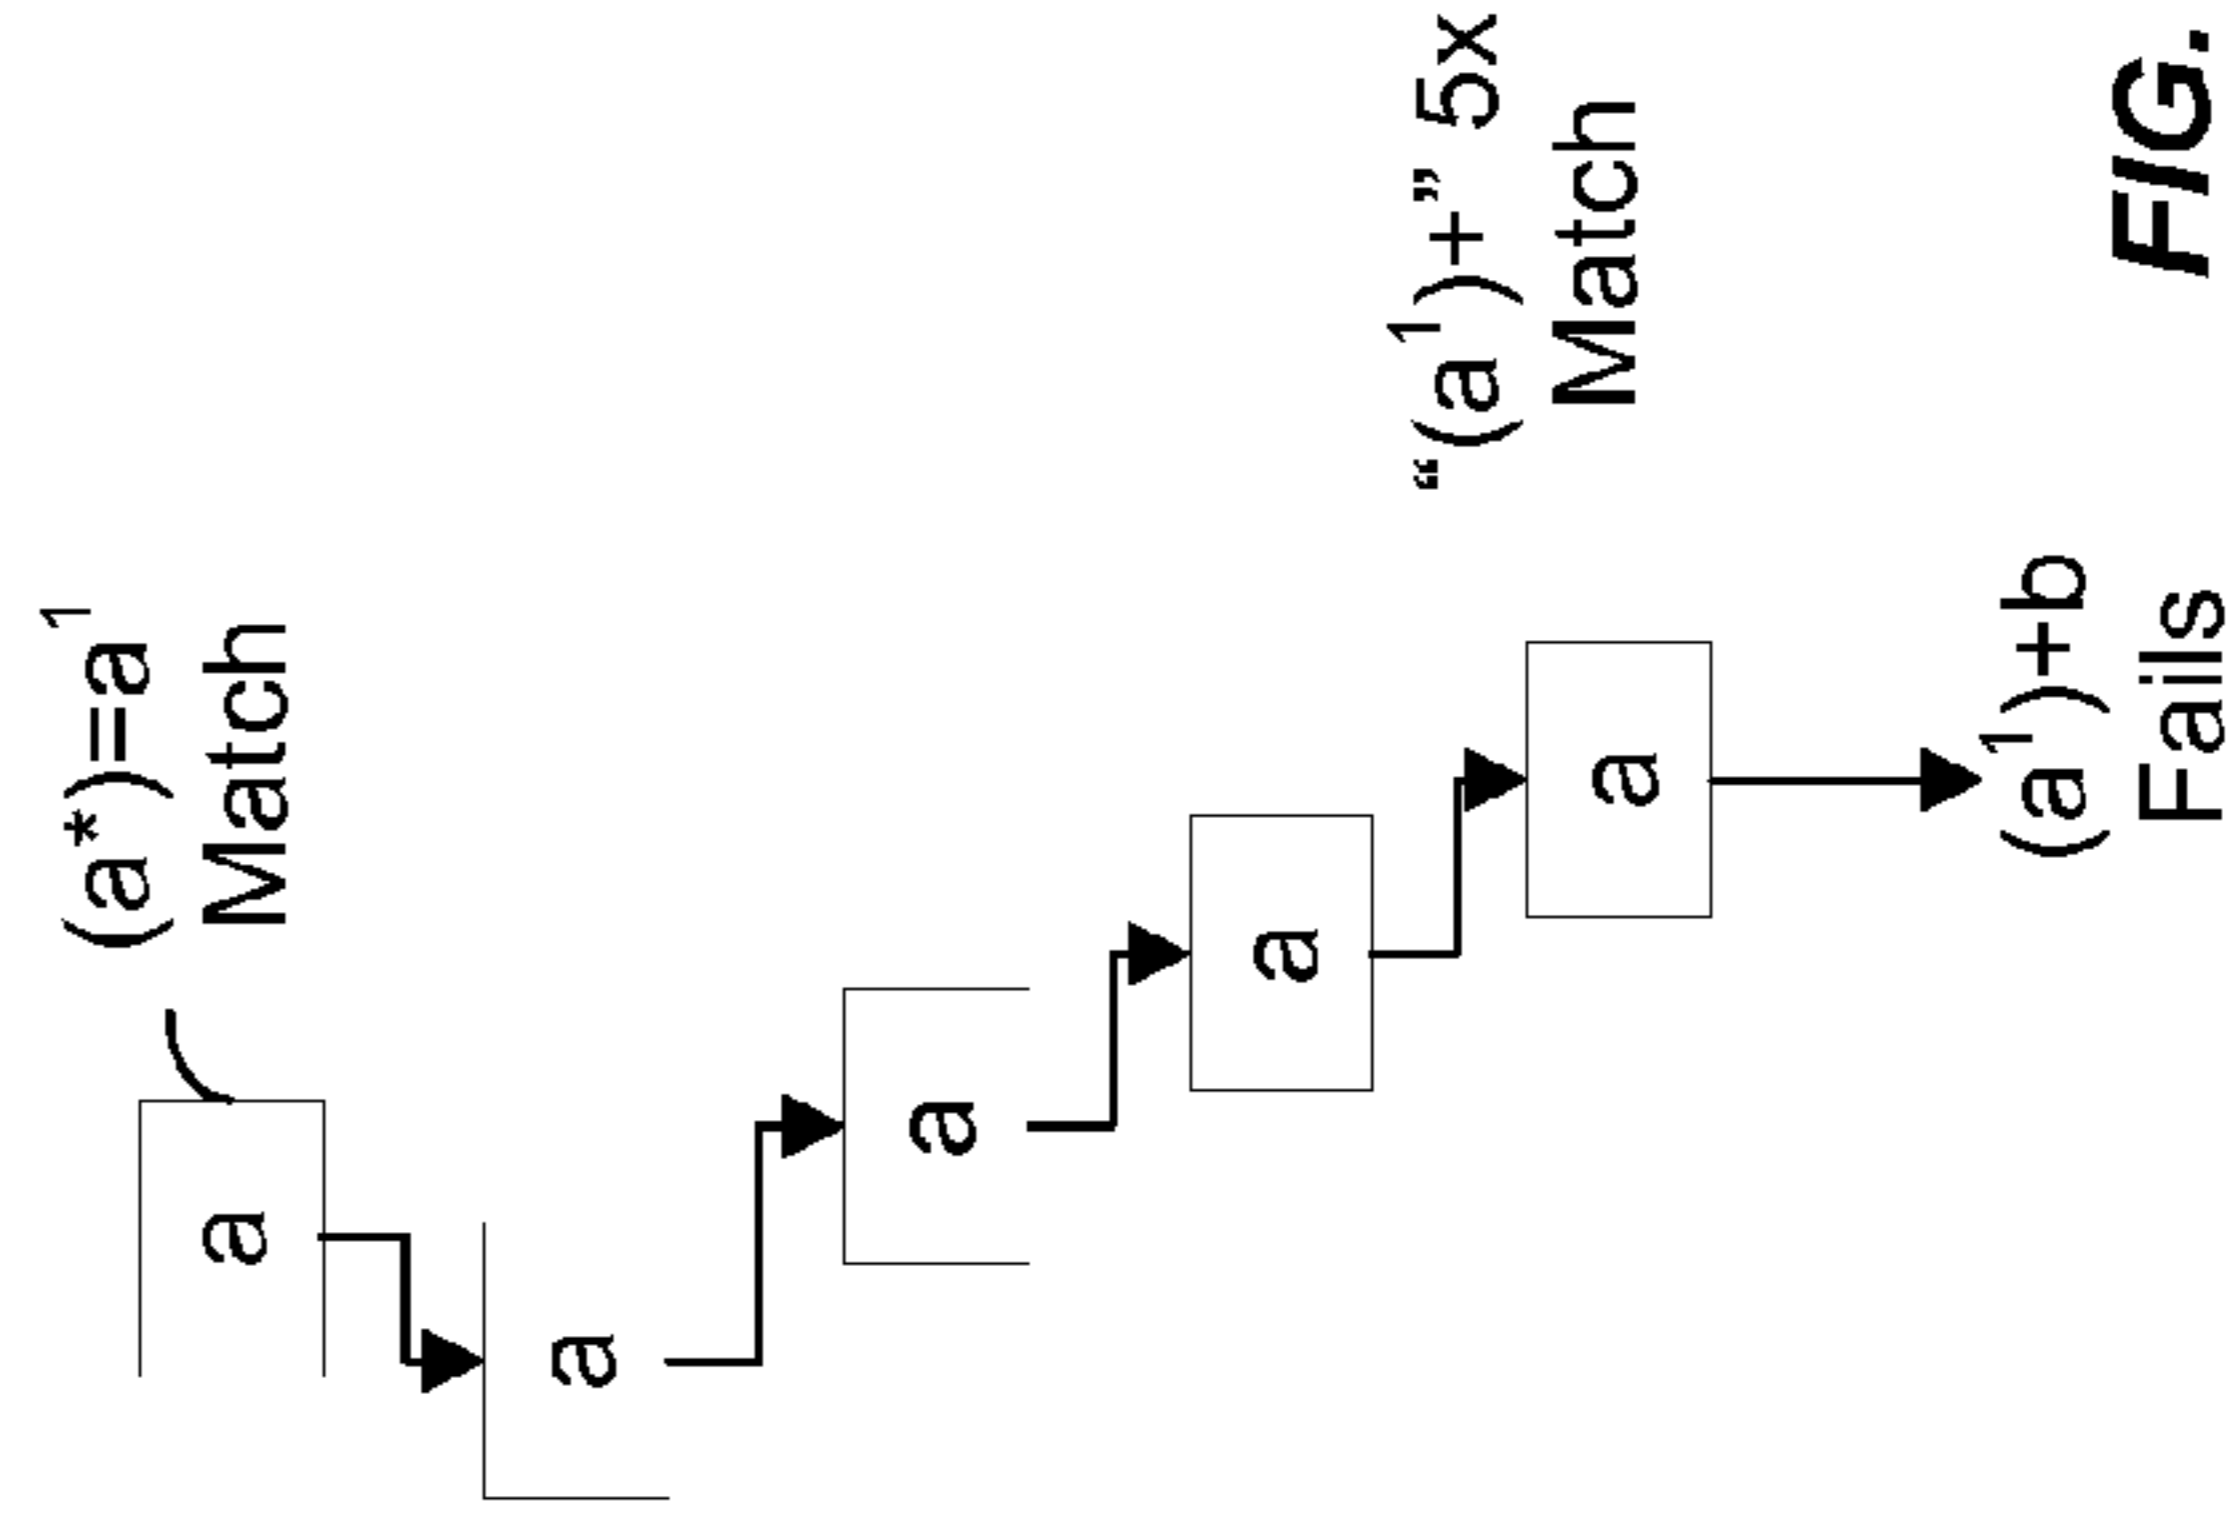 (a*)=a¹
Match
a
a
a
a
a
“(a¹)+” 5x
Match
(a¹)+b
Fails
FIG.